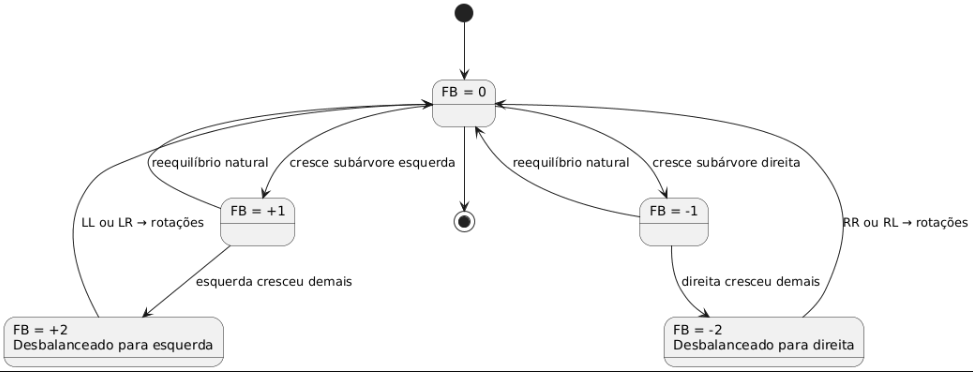 FB = 0
reequilíbrio natural
cresce subárvore esquerda
reequilíbrio natural
cresce subárvore direita
FB = +1
FB = -1
LL ou LR → rotações
RR ou RL → rotações
esquerda cresceu demais
direita cresceu demais
FB = +2
Desbalanceado para esquerda
FB = -2
Desbalanceado para direita